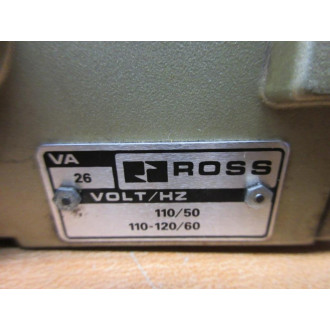 VA
26
ROSS
VOLT/HZ
110/50
110-120/60